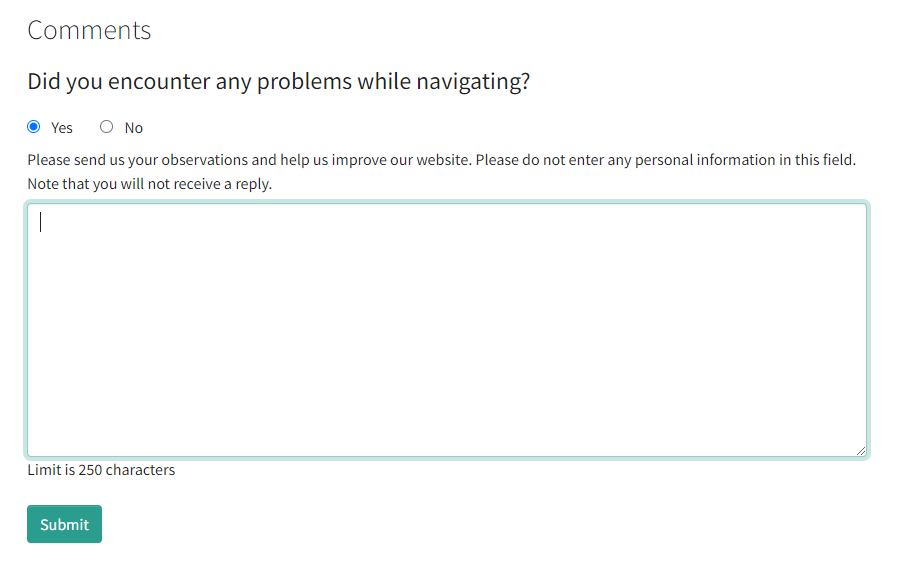 Comments
Did you encounter any problems while navigating?
Yes No
Please send us your observations and help us improve our website. Please do not enter any personal information in this field.
Note that you will not receive a reply.
Limit is 250 characters
Submit